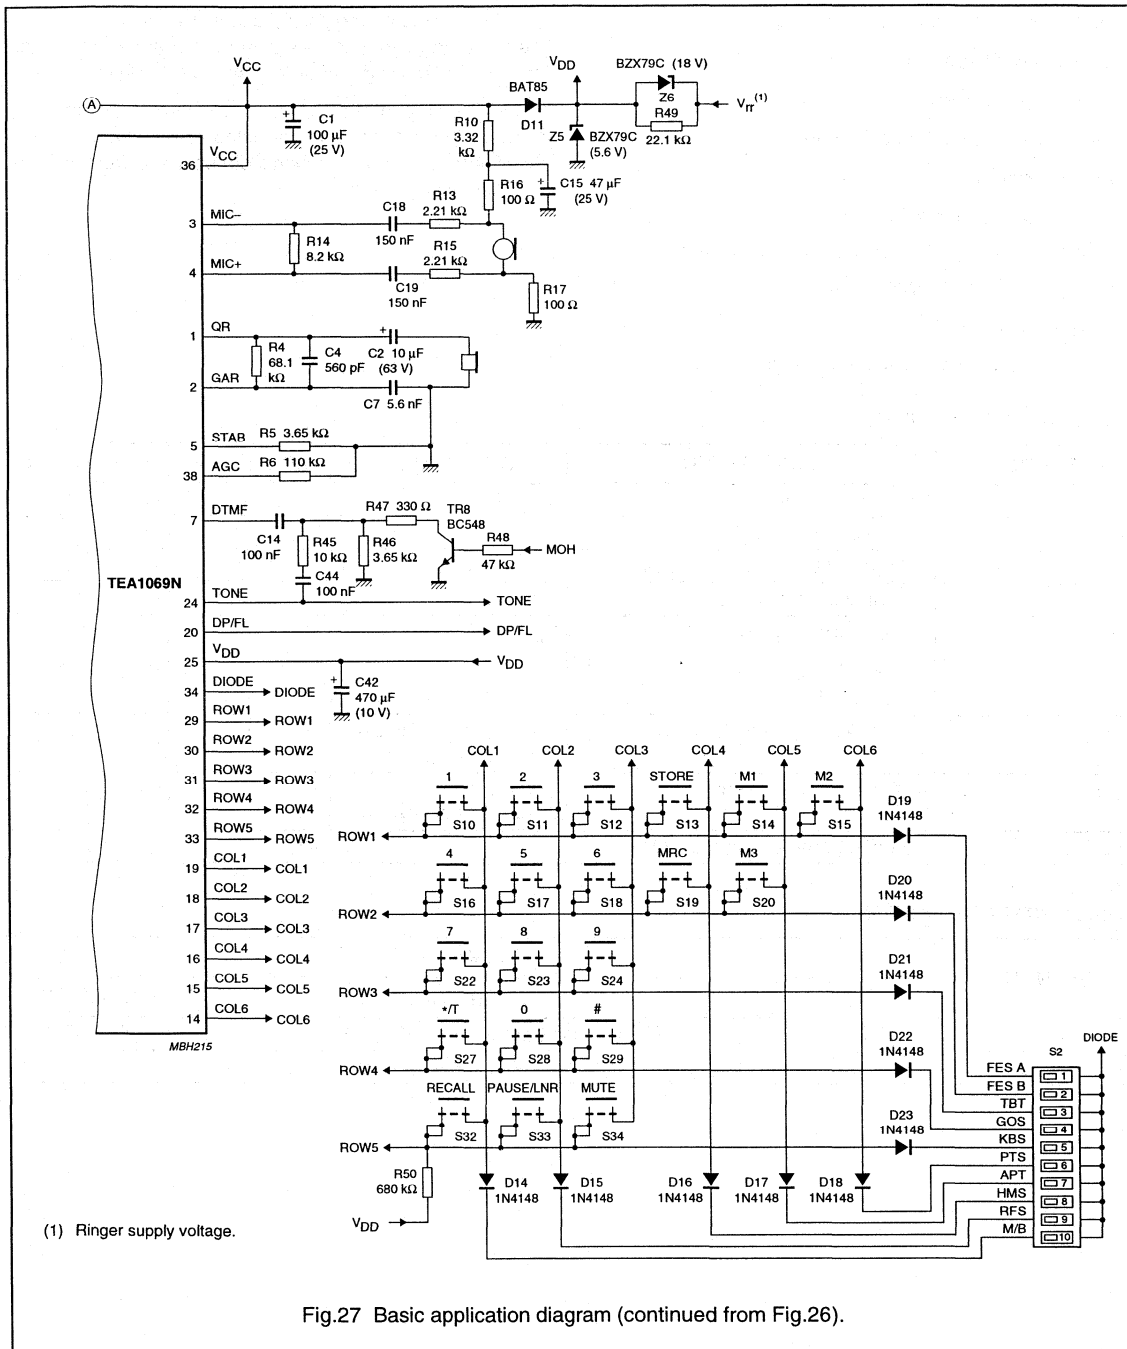 VCC
VDD
BZX79C (18 V)
BAT85
A
Z6
Vrr(1)
C1
100 µF
(25 V)
R10
3.32
kΩ
D11
Z5
BZX79C
(5.6 V)
R49
22.1 kΩ
VCC
36
R16
100 Ω
C15 47 µF
(25 V)
C18
150 nF
R13
2.21 kΩ
3
MIC–
R14
8.2 kΩ
R15
2.21 kΩ
4
MIC+
C19
150 nF
R17
100 Ω
1
QR
R4
68.1
kΩ
C4
560 pF
C2 10 µF
(63 V)
2
GAR
C7 5.6 nF
5
STAB
R5 3.65 kΩ
38
AGC
R6 110 kΩ
7
DTMF
R47 330 Ω
TR8
BC548
C14
100 nF
R45
10 kΩ
R46
3.65 kΩ
R48
47 kΩ
MOH
C44
100 nF
TEA1069N
24
TONE
TONE
20
DP/FL
DP/FL
25
VDD
VDD
C42
470 µF
(10 V)
34
DIODE
DIODE
29
ROW1
ROW1
30
ROW2
ROW2
31
ROW3
ROW3
32
ROW4
ROW4
33
ROW5
ROW5
19
COL1
COL1
18
COL2
COL2
17
COL3
COL3
16
COL4
COL4
15
COL5
COL5
14
COL6
COL6
MBH215
COL1 COL2 COL3 COL4 COL5 COL6
1 2 3 STORE M1 M2
S10 S11 S12 S13 S14 S15
ROW1
D19
1N4148
4 5 6 MRC M3
S16 S17 S18 S19 S20
ROW2
D20
1N4148
7 8 9
S22 S23 S24
ROW3
D21
1N4148
*/T 0 #
S27 S28 S29
ROW4
D22
1N4148
RECALL PAUSE/LNR MUTE
S32 S33 S34
ROW5
D23
1N4148
R50
680 kΩ
VDD
D14
1N4148
D15
1N4148
D16
1N4148
D17
1N4148
D18
1N4148
S2
DIODE
FES A 1
FES B 2
TBT 3
GOS 4
KBS 5
PTS 6
APT 7
HMS 8
RFS 9
M/B 10
(1) Ringer supply voltage.
Fig.27 Basic application diagram (continued from Fig.26).